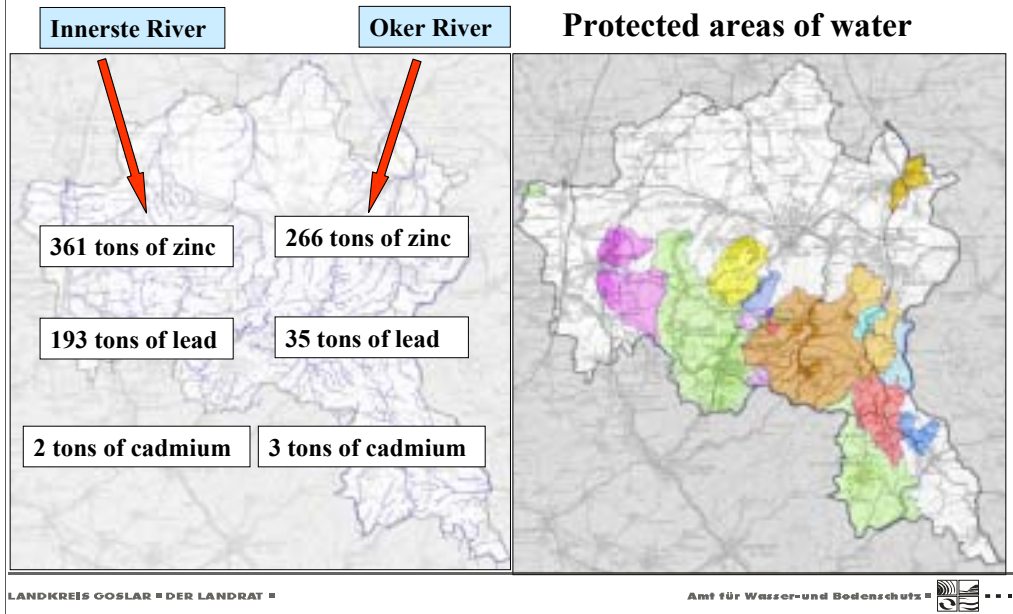 Innerste River
Oker River
Protected areas of water
361 tons of zinc
266 tons of zinc
193 tons of lead
35 tons of lead
2 tons of cadmium
3 tons of cadmium
LANDKREIS GOSLAR ▪ DER LANDRAT ▪
Amt für Wasser-und Bodenschutz ▪